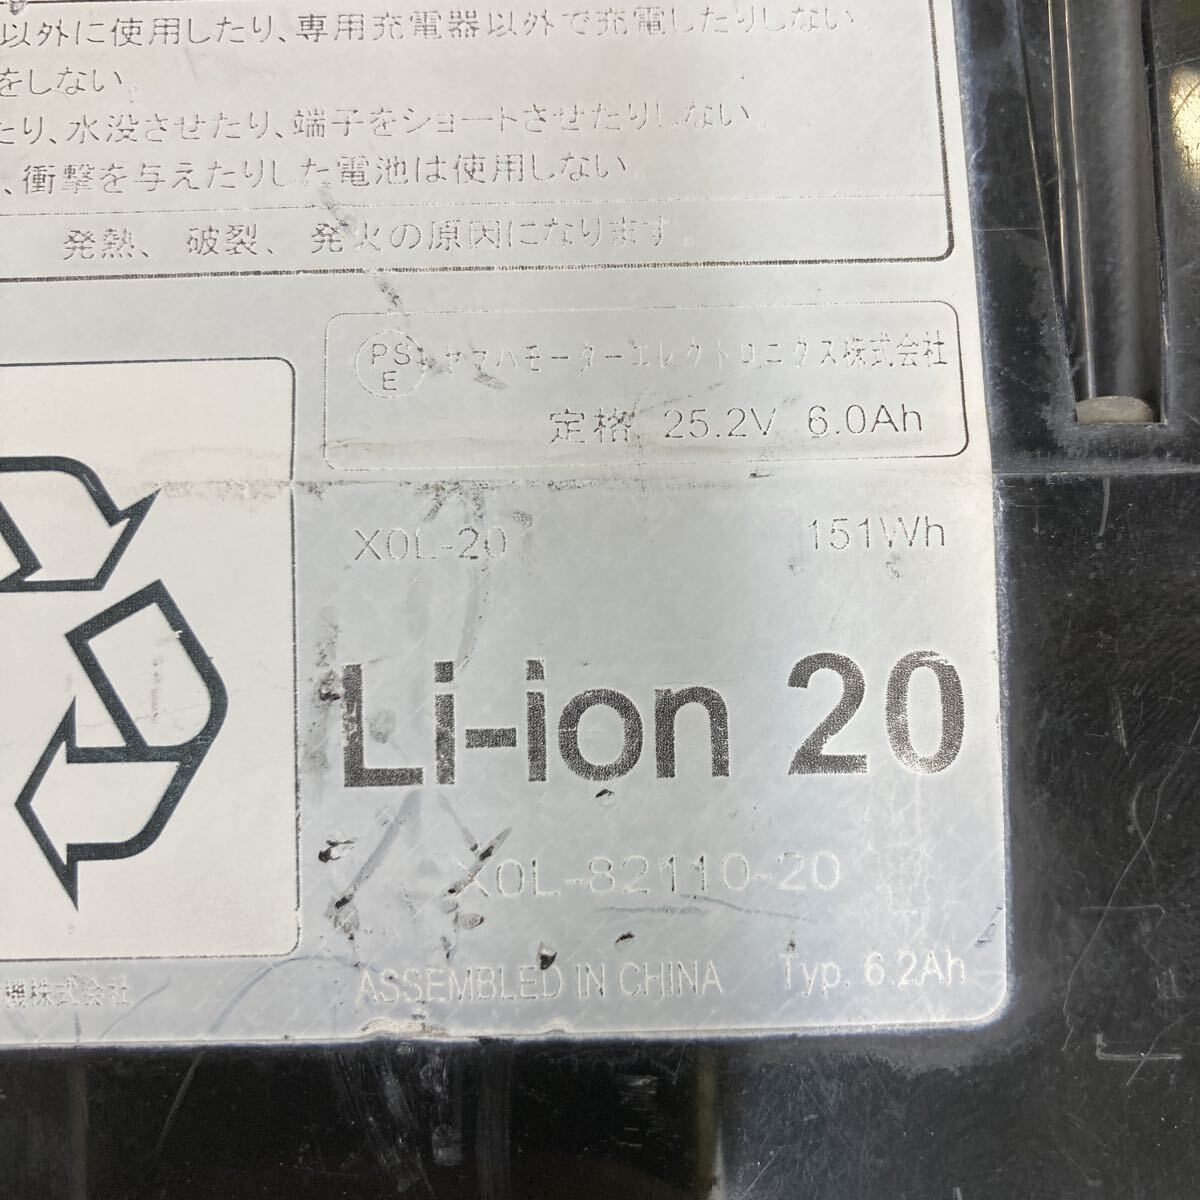 以外に使用したり、専用充電器以外で充電したりしない
をしない。
たり、水没させたり、端子をショートさせたりしない。
、衝撃を与えたりした電池は使用しない。
発熱、破裂、発火の原因になります。
PS
E
ヤマハモーターエレクトロニクス株式会社
定格 25.2V 6.0Ah
X0L-20 151Wh
Li-ion 20
X0L-82110-20
機株式会社
ASSEMBLED IN CHINA Typ. 6.2Ah